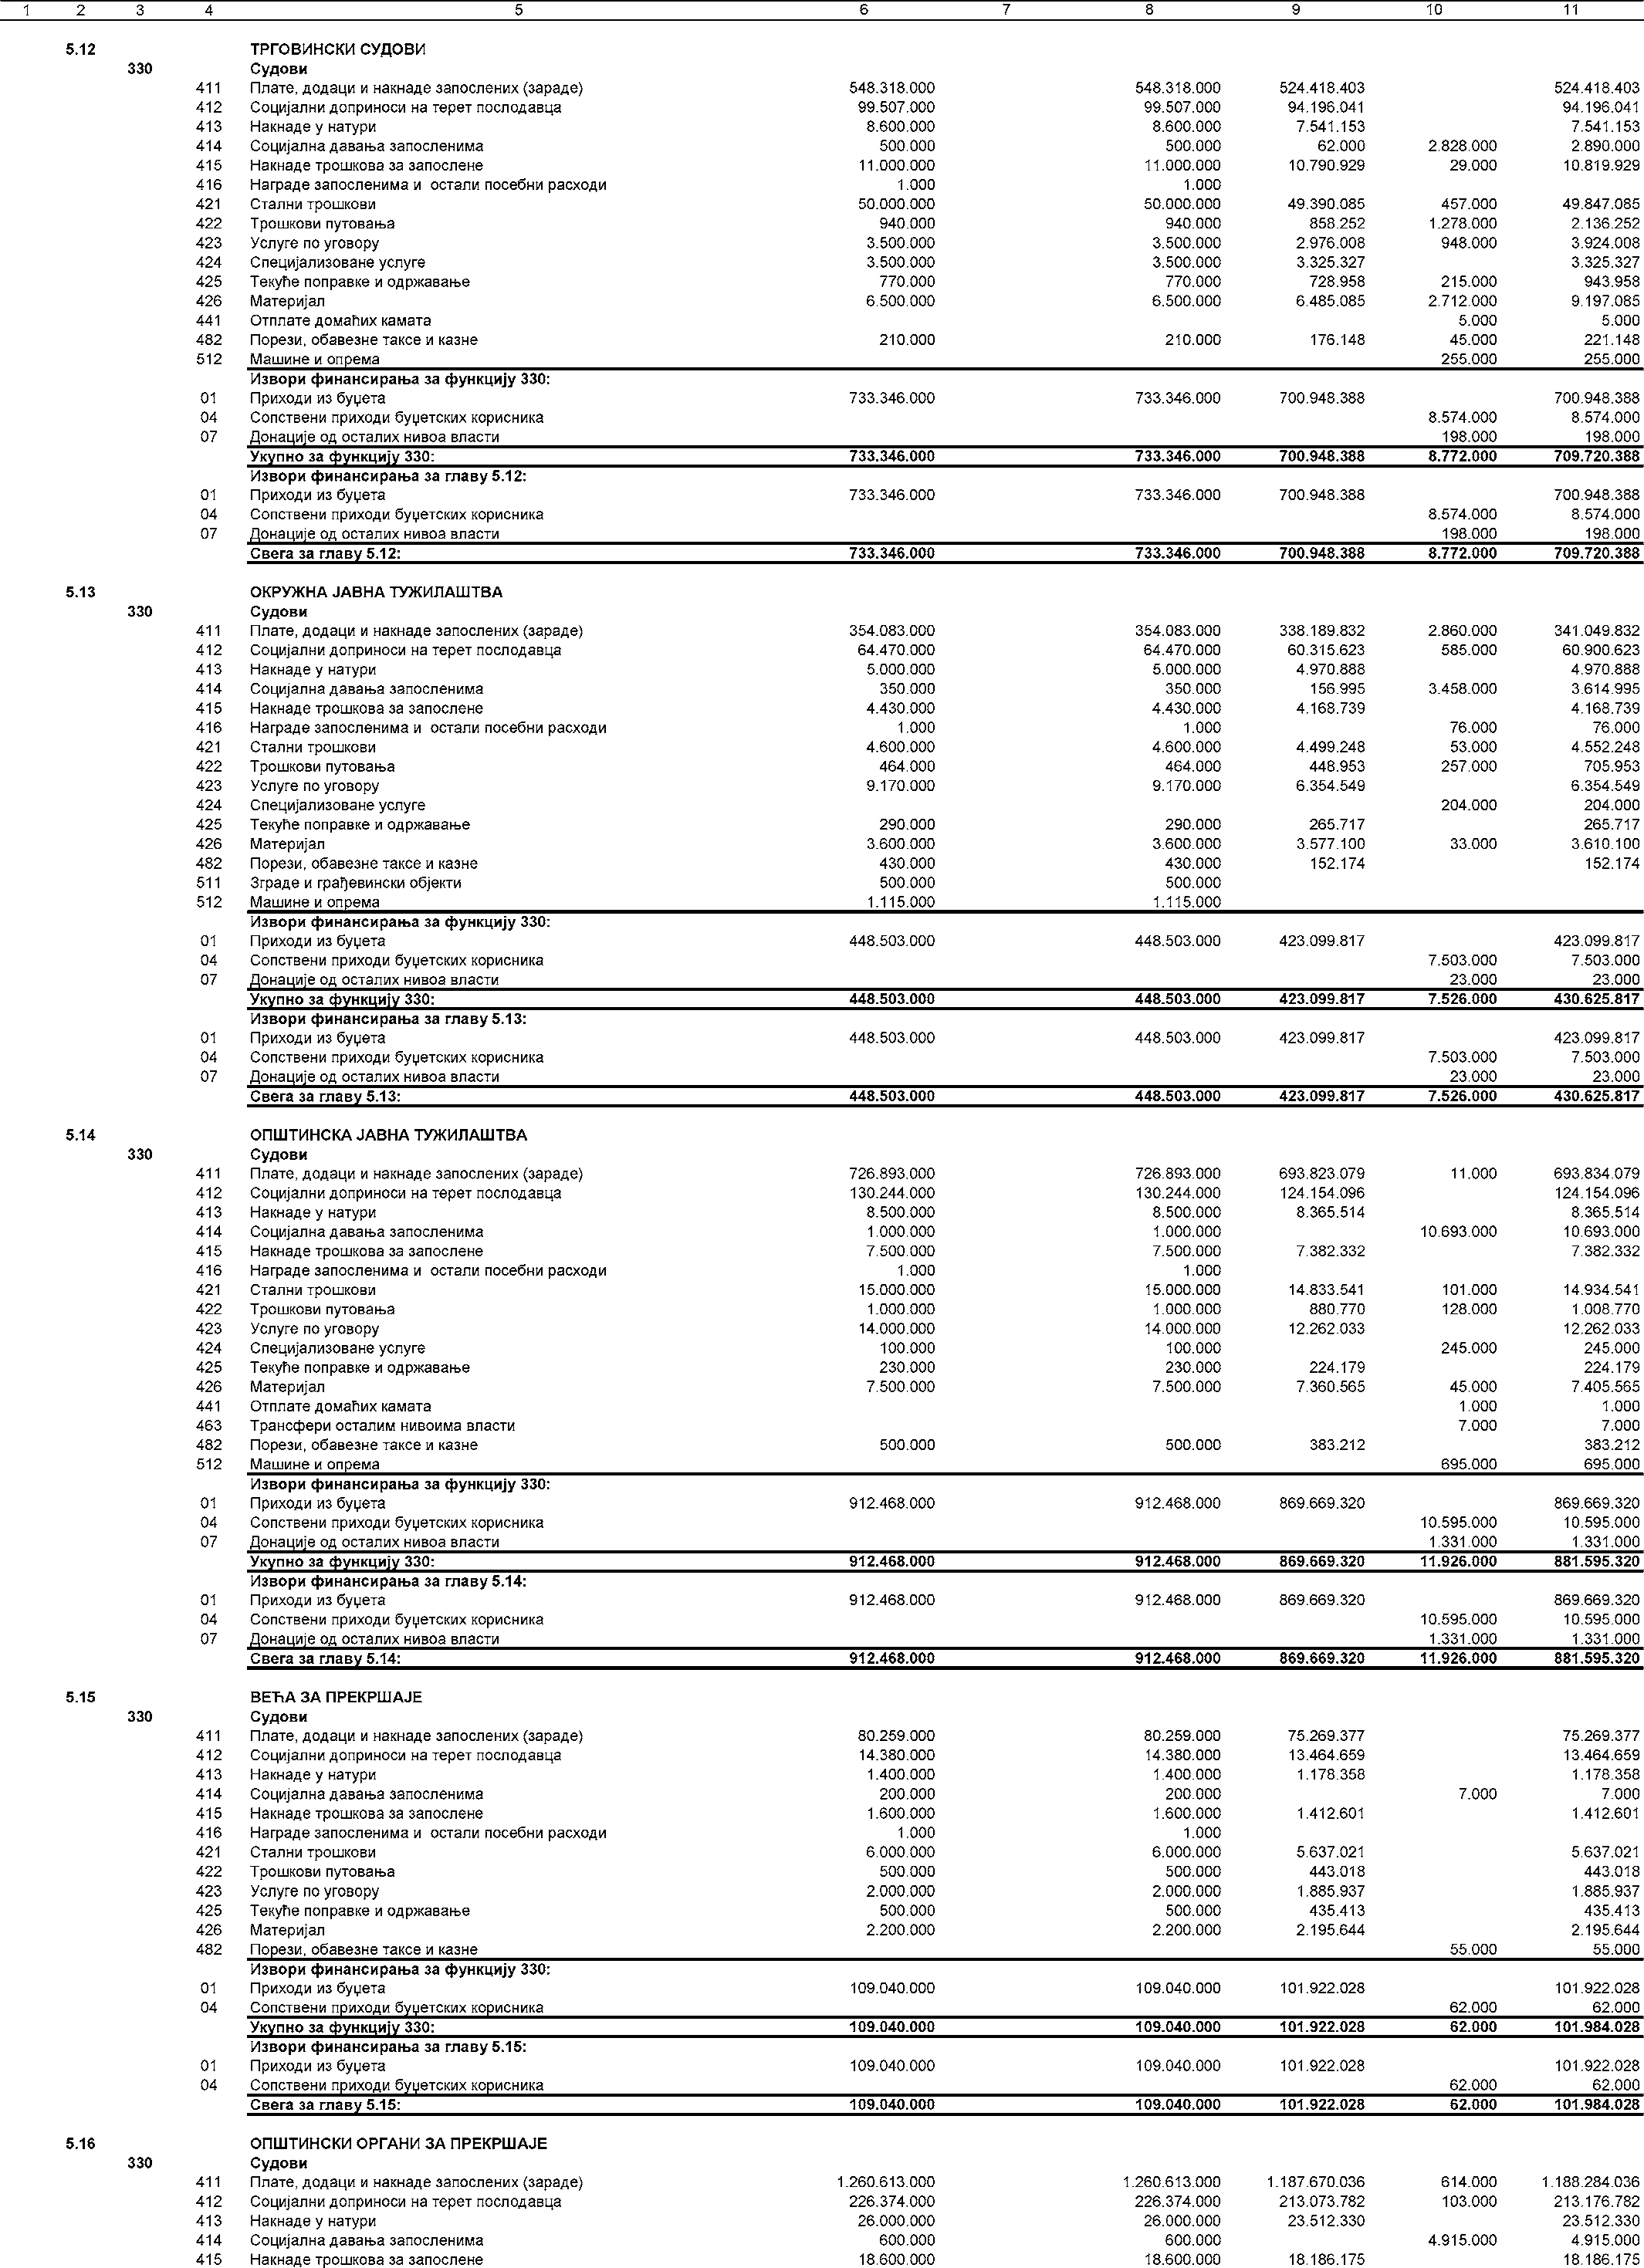 1 2 3 4 5 6 7 8 9 10 11
5.12 ТРГОВИНСКИ СУДОВИ
330 Судови
411 Плате, додаци и накнаде запослених (зараде) 548.318.000 548.318.000 524.418.403 524.418.403
412 Социјални доприноси на терет послодавца 99.507.000 99.507.000 94.196.041 94.196.041
413 Накнаде у натури 8.600.000 8.600.000 7.541.153 7.541.153
414 Социјална давања запосленима 500.000 500.000 62.000 2.828.000 2.890.000
415 Накнаде трошкова за запослене 11.000.000 11.000.000 10.790.929 29.000 10.819.929
416 Награде запосленима и остали посебни расходи 1.000 1.000
421 Стални трошкови 50.000.000 50.000.000 49.390.085 457.000 49.847.085
422 Трошкови путовања 940.000 940.000 858.252 1.278.000 2.136.252
423 Услуге по уговору 3.500.000 3.500.000 2.976.008 948.000 3.924.008
424 Специјализоване услуге 3.500.000 3.500.000 3.325.327 3.325.327
425 Текуће поправке и одржавање 770.000 770.000 728.958 215.000 943.958
426 Материјал 6.500.000 6.500.000 6.485.085 2.712.000 9.197.085
441 Отплате домаћих камата 5.000 5.000
482 Порези, обавезне таксе и казне 210.000 210.000 176.148 45.000 221.148
512 Машине и опрема 255.000 255.000
Извори финансирања за функцију 330:
01 Приходи из буџета 733.346.000 733.346.000 700.948.388 700.948.388
04 Сопствени приходи буџетских корисника 8.574.000 8.574.000
07 Донације од осталих нивоа власти 198.000 198.000
Укупно за функцију 330: 733.346.000 733.346.000 700.948.388 8.772.000 709.720.388
Извори финансирања за главу 5.12:
01 Приходи из буџета 733.346.000 733.346.000 700.948.388 700.948.388
04 Сопствени приходи буџетских корисника 8.574.000 8.574.000
07 Донације од осталих нивоа власти 198.000 198.000
Свега за главу 5.12: 733.346.000 733.346.000 700.948.388 8.772.000 709.720.388
5.13 ОКРУЖНА ЈАВНА ТУЖИЛАШТВА
330 Судови
411 Плате, додаци и накнаде запослених (зараде) 354.083.000 354.083.000 338.189.832 2.860.000 341.049.832
412 Социјални доприноси на терет послодавца 64.470.000 64.470.000 60.315.623 585.000 60.900.623
413 Накнаде у натури 5.000.000 5.000.000 4.970.888 4.970.888
414 Социјална давања запосленима 350.000 350.000 156.995 3.458.000 3.614.995
415 Накнаде трошкова за запослене 4.430.000 4.430.000 4.168.739 4.168.739
416 Награде запосленима и остали посебни расходи 1.000 1.000 76.000 76.000
421 Стални трошкови 4.600.000 4.600.000 4.499.248 53.000 4.552.248
422 Трошкови путовања 464.000 464.000 448.953 257.000 705.953
423 Услуге по уговору 9.170.000 9.170.000 6.354.549 6.354.549
424 Специјализоване услуге 204.000 204.000
425 Текуће поправке и одржавање 290.000 290.000 265.717 265.717
426 Материјал 3.600.000 3.600.000 3.577.100 33.000 3.610.100
482 Порези, обавезне таксе и казне 430.000 430.000 152.174 152.174
511 Зграде и грађевински објекти 500.000 500.000
512 Машине и опрема 1.115.000 1.115.000
Извори финансирања за функцију 330:
01 Приходи из буџета 448.503.000 448.503.000 423.099.817 423.099.817
04 Сопствени приходи буџетских корисника 7.503.000 7.503.000
07 Донације од осталих нивоа власти 23.000 23.000
Укупно за функцију 330: 448.503.000 448.503.000 423.099.817 7.526.000 430.625.817
Извори финансирања за главу 5.13:
01 Приходи из буџета 448.503.000 448.503.000 423.099.817 423.099.817
04 Сопствени приходи буџетских корисника 7.503.000 7.503.000
07 Донације од осталих нивоа власти 23.000 23.000
Свега за главу 5.13: 448.503.000 448.503.000 423.099.817 7.526.000 430.625.817
5.14 ОПШТИНСКА ЈАВНА ТУЖИЛАШТВА
330 Судови
411 Плате, додаци и накнаде запослених (зараде) 726.893.000 726.893.000 693.823.079 11.000 693.834.079
412 Социјални доприноси на терет послодавца 130.244.000 130.244.000 124.154.096 124.154.096
413 Накнаде у натури 8.500.000 8.500.000 8.365.514 8.365.514
414 Социјална давања запосленима 1.000.000 1.000.000 10.693.000 10.693.000
415 Накнаде трошкова за запослене 7.500.000 7.500.000 7.382.332 7.382.332
416 Награде запосленима и остали посебни расходи 1.000 1.000
421 Стални трошкови 15.000.000 15.000.000 14.833.541 101.000 14.934.541
422 Трошкови путовања 1.000.000 1.000.000 880.770 128.000 1.008.770
423 Услуге по уговору 14.000.000 14.000.000 12.262.033 12.262.033
424 Специјализоване услуге 100.000 100.000 245.000 245.000
425 Текуће поправке и одржавање 230.000 230.000 224.179 224.179
426 Материјал 7.500.000 7.500.000 7.360.565 45.000 7.405.565
441 Отплате домаћих камата 1.000 1.000
463 Трансфери осталим нивоима власти 7.000 7.000
482 Порези, обавезне таксе и казне 500.000 500.000 383.212 383.212
512 Машине и опрема 695.000 695.000
Извори финансирања за функцију 330:
01 Приходи из буџета 912.468.000 912.468.000 869.669.320 869.669.320
04 Сопствени приходи буџетских корисника 10.595.000 10.595.000
07 Донације од осталих нивоа власти 1.331.000 1.331.000
Укупно за функцију 330: 912.468.000 912.468.000 869.669.320 11.926.000 881.595.320
Извори финансирања за главу 5.14:
01 Приходи из буџета 912.468.000 912.468.000 869.669.320 869.669.320
04 Сопствени приходи буџетских корисника 10.595.000 10.595.000
07 Донације од осталих нивоа власти 1.331.000 1.331.000
Свега за главу 5.14: 912.468.000 912.468.000 869.669.320 11.926.000 881.595.320
5.15 ВЕЋА ЗА ПРЕКРШАЈЕ
330 Судови
411 Плате, додаци и накнаде запослених (зараде) 80.259.000 80.259.000 75.269.377 75.269.377
412 Социјални доприноси на терет послодавца 14.380.000 14.380.000 13.464.659 13.464.659
413 Накнаде у натури 1.400.000 1.400.000 1.178.358 1.178.358
414 Социјална давања запосленима 200.000 200.000 7.000 7.000
415 Накнаде трошкова за запослене 1.600.000 1.600.000 1.412.601 1.412.601
416 Награде запосленима и остали посебни расходи 1.000 1.000
421 Стални трошкови 6.000.000 6.000.000 5.637.021 5.637.021
422 Трошкови путовања 500.000 500.000 443.018 443.018
423 Услуге по уговору 2.000.000 2.000.000 1.885.937 1.885.937
425 Текуће поправке и одржавање 500.000 500.000 435.413 435.413
426 Материјал 2.200.000 2.200.000 2.195.644 2.195.644
482 Порези, обавезне таксе и казне 55.000 55.000
Извори финансирања за функцију 330:
01 Приходи из буџета 109.040.000 109.040.000 101.922.028 101.922.028
04 Сопствени приходи буџетских корисника 62.000 62.000
Укупно за функцију 330: 109.040.000 109.040.000 101.922.028 62.000 101.984.028
Извори финансирања за главу 5.15:
01 Приходи из буџета 109.040.000 109.040.000 101.922.028 101.922.028
04 Сопствени приходи буџетских корисника 62.000 62.000
Свега за главу 5.15: 109.040.000 109.040.000 101.922.028 62.000 101.984.028
5.16 ОПШТИНСКИ ОРГАНИ ЗА ПРЕКРШАЈЕ
330 Судови
411 Плате, додаци и накнаде запослених (зараде) 1.260.613.000 1.260.613.000 1.187.670.036 614.000 1.188.284.036
412 Социјални доприноси на терет послодавца 226.374.000 226.374.000 213.073.782 103.000 213.176.782
413 Накнаде у натури 26.000.000 26.000.000 23.512.330 23.512.330
414 Социјална давања запосленима 600.000 600.000 4.915.000 4.915.000
415 Накнаде трошкова за запослене 18.600.000 18.600.000 18.186.175 18.186.175